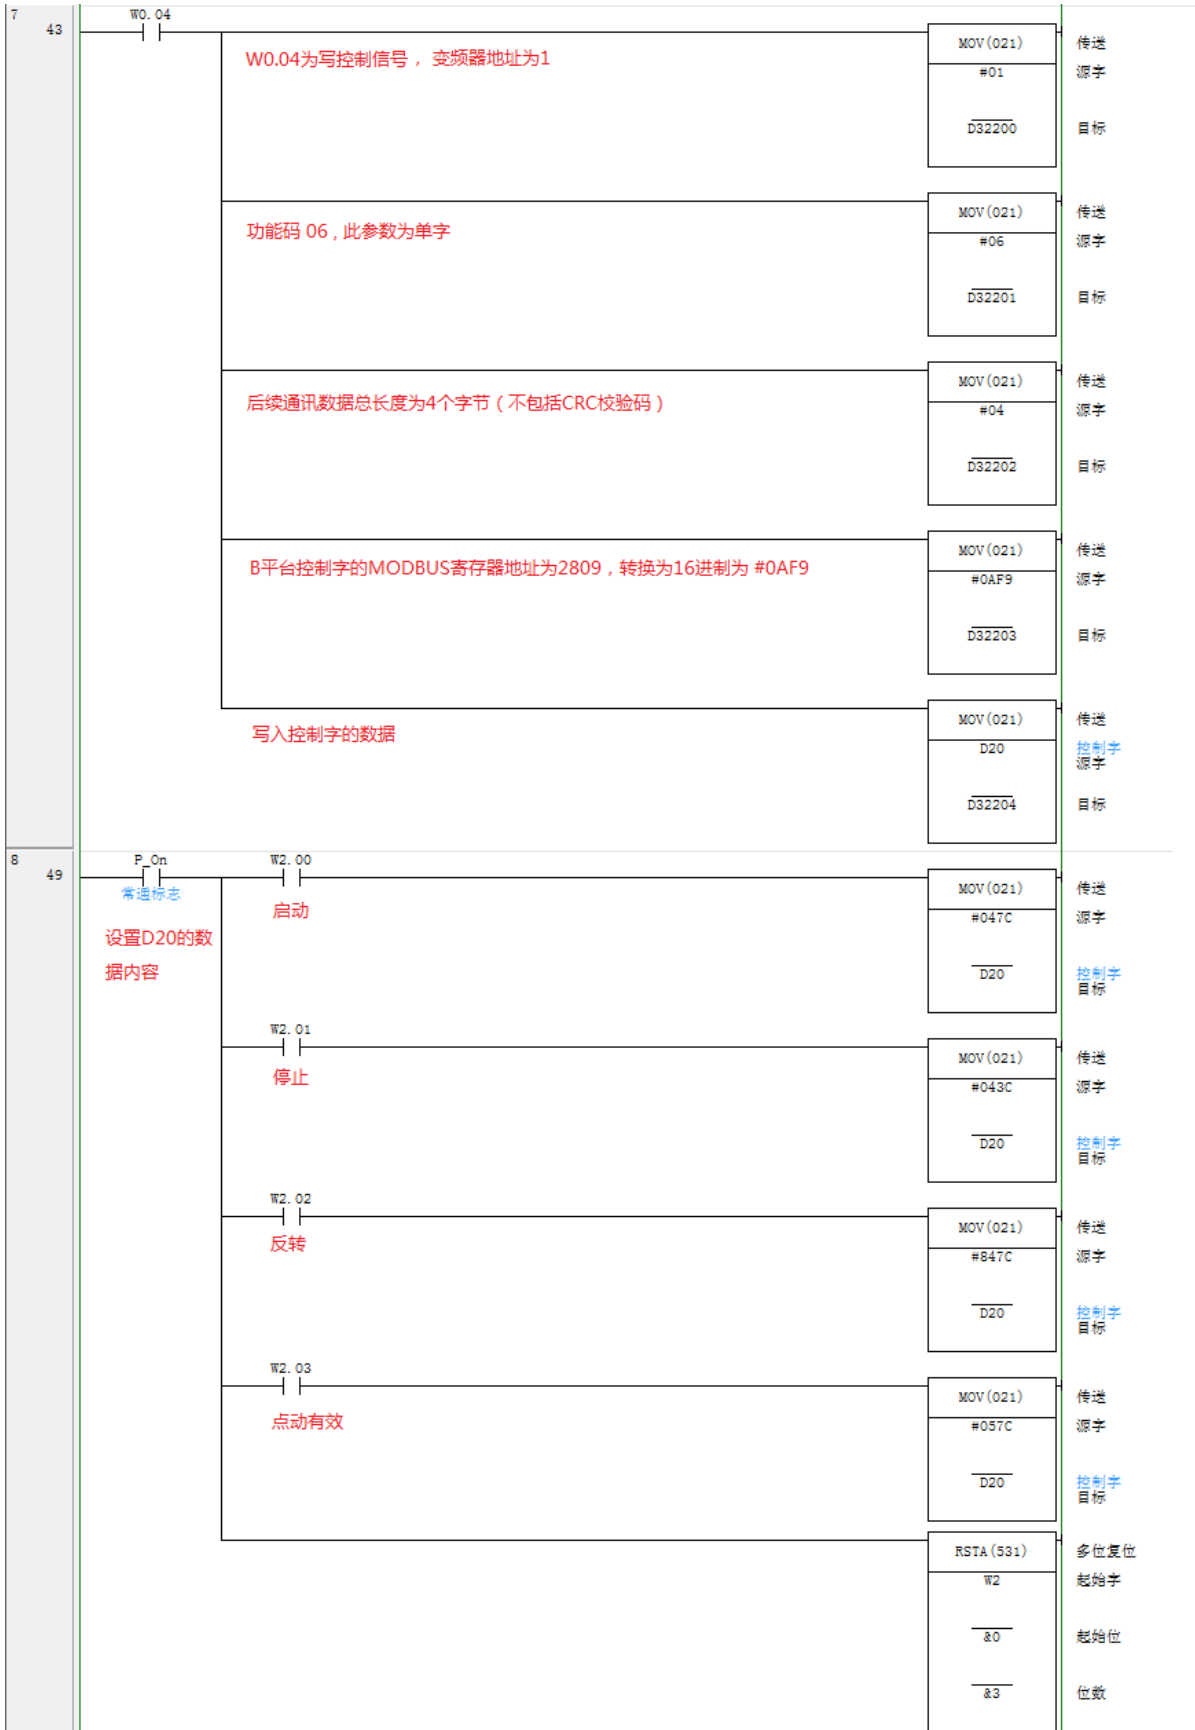 7
W0.04
43
MOV(021) 传送
W0.04为写控制信号， 变频器地址为1
#01 源字
D32200 目标
MOV(021) 传送
功能码 06，此参数为单字
#06 源字
D32201 目标
MOV(021) 传送
后续通讯数据总长度为4个字节（不包括CRC校验码）
#04 源字
D32202 目标
MOV(021) 传送
B平台控制字的MODBUS寄存器地址为2809，转换为16进制为 #0AF9
#0AF9 源字
D32203 目标
MOV(021) 传送
写入控制字的数据
D20 控制字
源字
D32204 目标
8
P_On W2.00
49
常通标志
MOV(021) 传送
启动
#047C 源字
设置D20的数
据内容
D20 控制字
目标
W2.01
MOV(021) 传送
停止
#043C 源字
D20 控制字
目标
W2.02
MOV(021) 传送
反转
#847C 源字
D20 控制字
目标
W2.03
MOV(021) 传送
点动有效
#057C 源字
D20 控制字
目标
RSTA(531) 多位复位
W2 起始字
&0 起始位
&3 位数